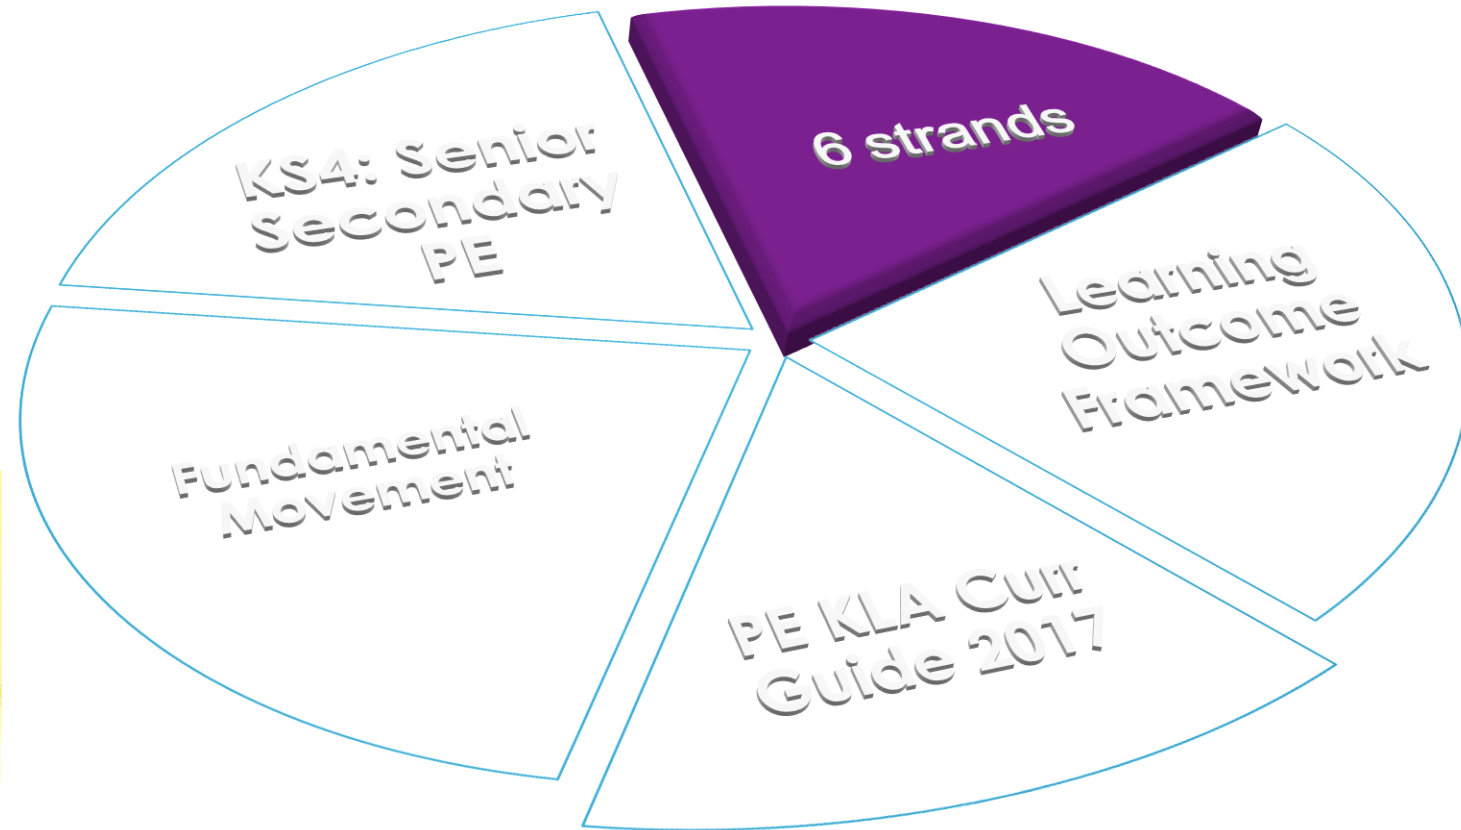 6 strands
Learning
Outcome
Framework
PE KLA Curr
Guide 2017
Fundamental
Movement
KS4: Senior
Secondary
PE